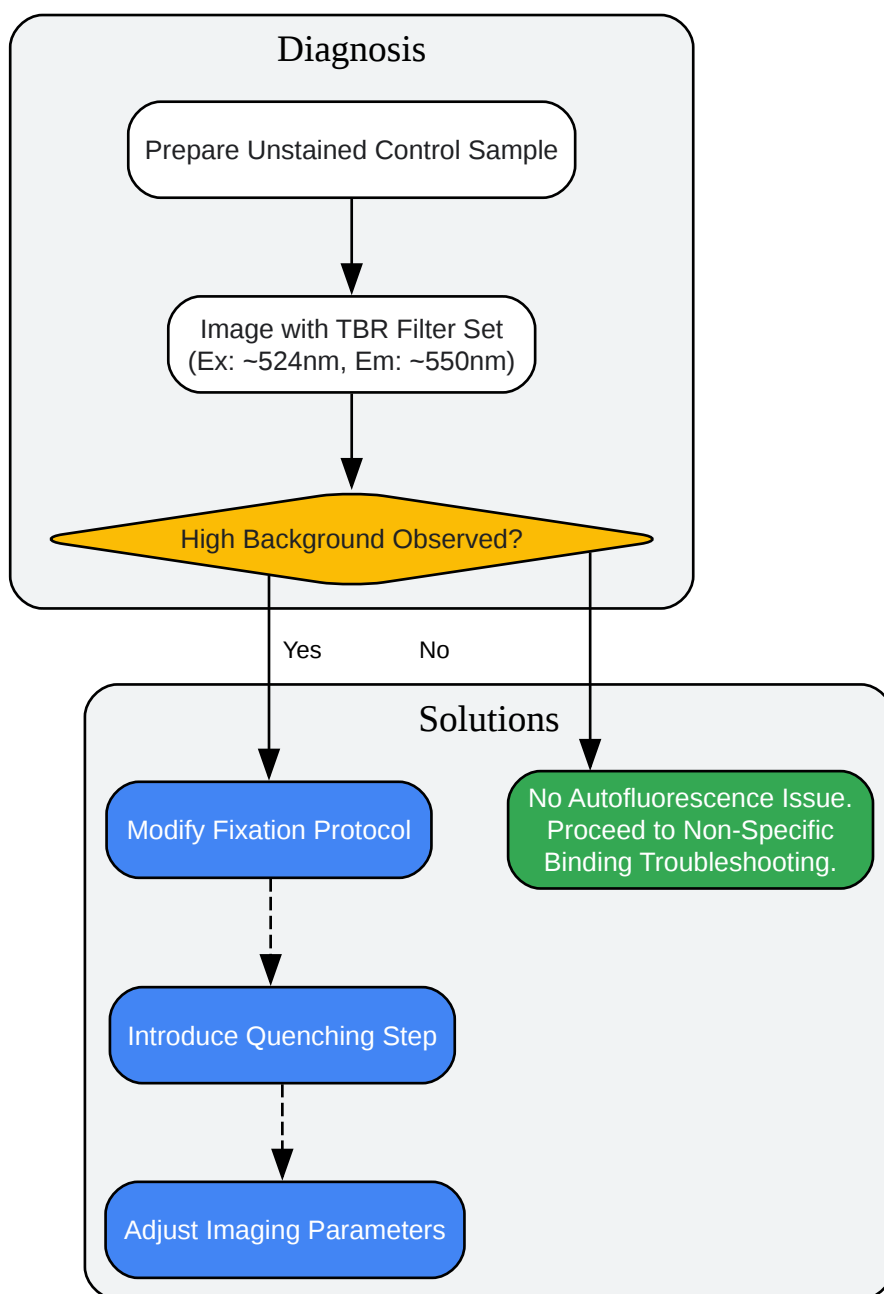 Diagnosis
Prepare Unstained Control Sample
Image with TBR Filter Set
(Ex: ~524nm, Em: ~550nm)
High Background Observed?
Yes
No
Solutions
Modify Fixation Protocol
No Autofluorescence Issue.
Proceed to Non-Specific
Binding Troubleshooting.
Introduce Quenching Step
Adjust Imaging Parameters